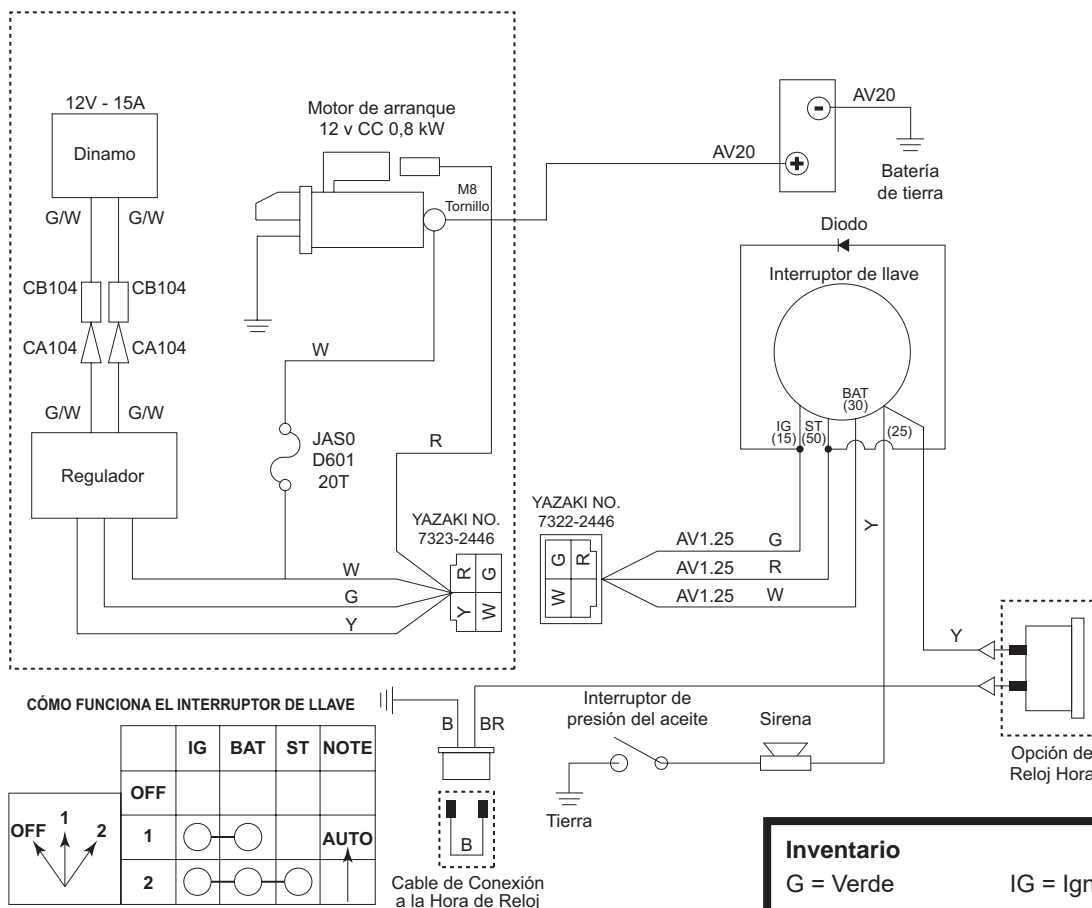 12V - 15A
Dinamo
G/W G/W
CB104 CB104
CA104 CA104
G/W G/W
Regulador
Motor de arranque
12 v CC 0,8 kW
M8
Tornillo
W
JAS0
D601
20T
R
YAZAKI NO.
7323-2446
R G
Y W
W
G
Y
AV20
AV20
-
+
Batería
de tierra
Diodo
Interruptor de llave
BAT
(30)
IG
(15)
ST
(50)
(25)
YAZAKI NO.
7322-2446
G R
W
AV1.25 G
AV1.25 R
AV1.25 W
Y
Y
Opción de
Reloj Hora
Interruptor de
presión del aceite
Sirena
Tierra
B BR
B
Cable de Conexión
a la Hora de Reloj
CÓMO FUNCIONA EL INTERRUPTOR DE LLAVE
IG BAT ST NOTE
OFF
1 AUTO
2
OFF 1 2
Inventario
G = Verde IG = Ign